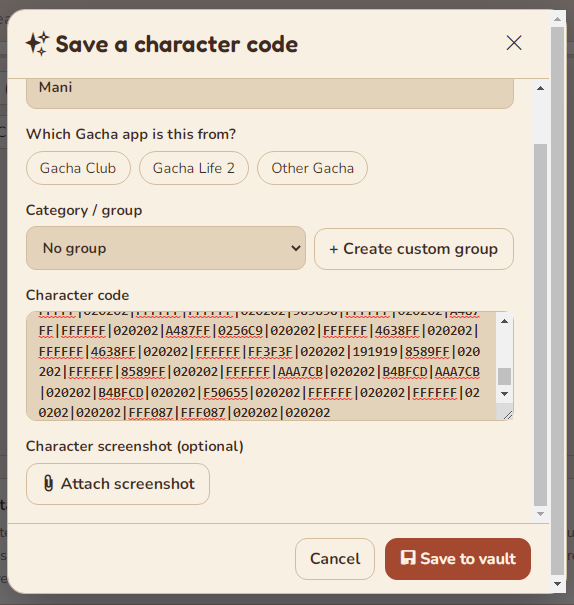 Save a character code
Mani
Which Gacha app is this from?
Gacha Club
Gacha Life 2
Other Gacha
Category / group
No group
+ Create custom group
Character code
FF|FFFFFF|020202|A487FF|0256C9|020202|FFFFFF|4638FF|020202|
FFFFFF|4638FF|020202|FFFFFF|FF3F3F|020202|191919|8589FF|020
202|FFFFFF|8589FF|020202|FFFFFF|AAA7CB|020202|B4BFCD|AAA7CB
|020202|B4BFCD|020202|F50655|020202|FFFFFF|020202|FFFFFF|02
0202|020202|FFF087|FFF087|020202|020202
Character screenshot (optional)
Attach screenshot
Cancel
Save to vault